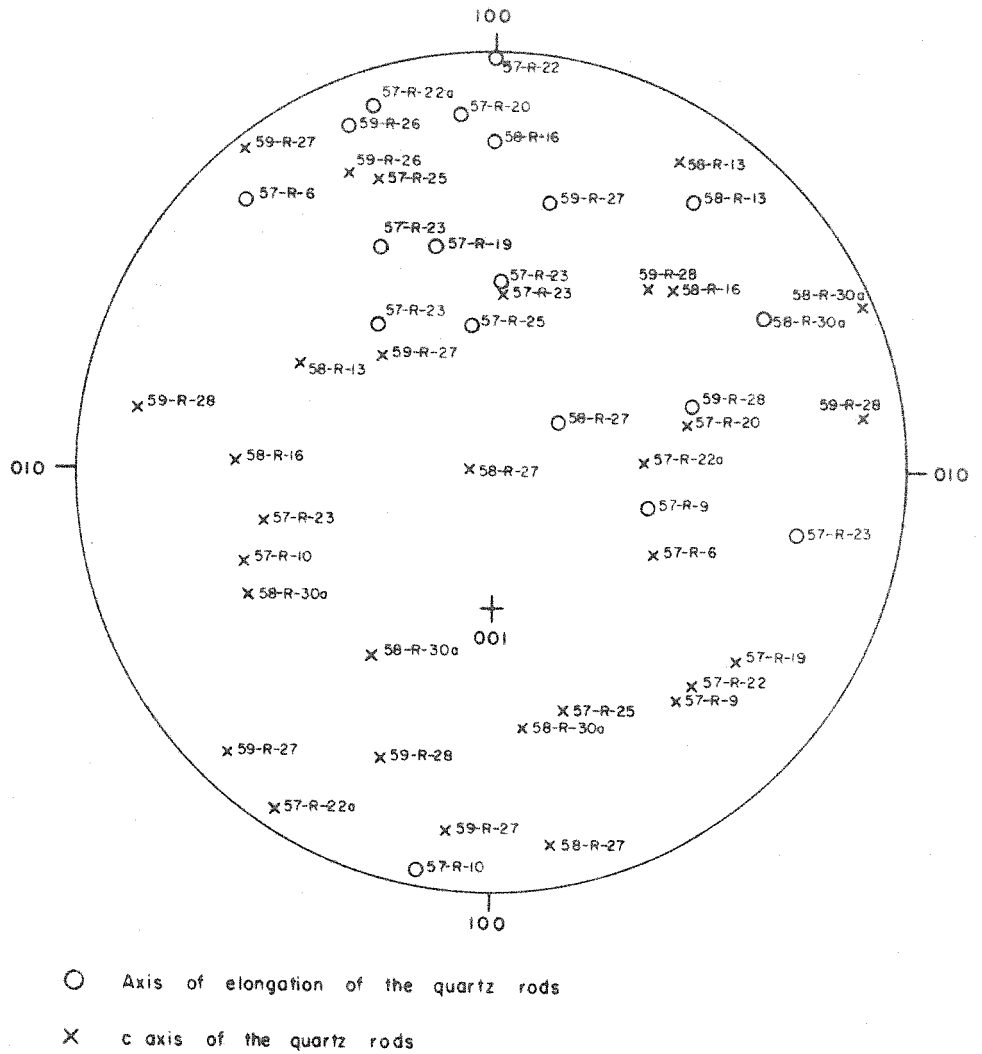 100
57-R-22
57-R-22a
57-R-20
59-R-26
58-R-16
59-R-27
59-R-26
58-R-13
57-R-25
57-R-6
59-R-27
58-R-13
57-R-23
57-R-19
57-R-23
59-R-28
57-R-23
58-R-16
58-R-30a
57-R-23
57-R-25
58-R-30a
59-R-27
58-R-13
59-R-28
59-R-28
59-R-28
58-R-27
57-R-20
58-R-16
57-R-22a
010
58-R-27
010
57-R-9
57-R-23
57-R-23
57-R-10
57-R-6
58-R-30a
001
58-R-30a
57-R-19
57-R-22
57-R-9
57-R-25
58-R-30a
59-R-27
59-R-28
57-R-22a
59-R-27
58-R-27
57-R-10
100
Axis of elongation of the quartz rods
c axis of the quartz rods